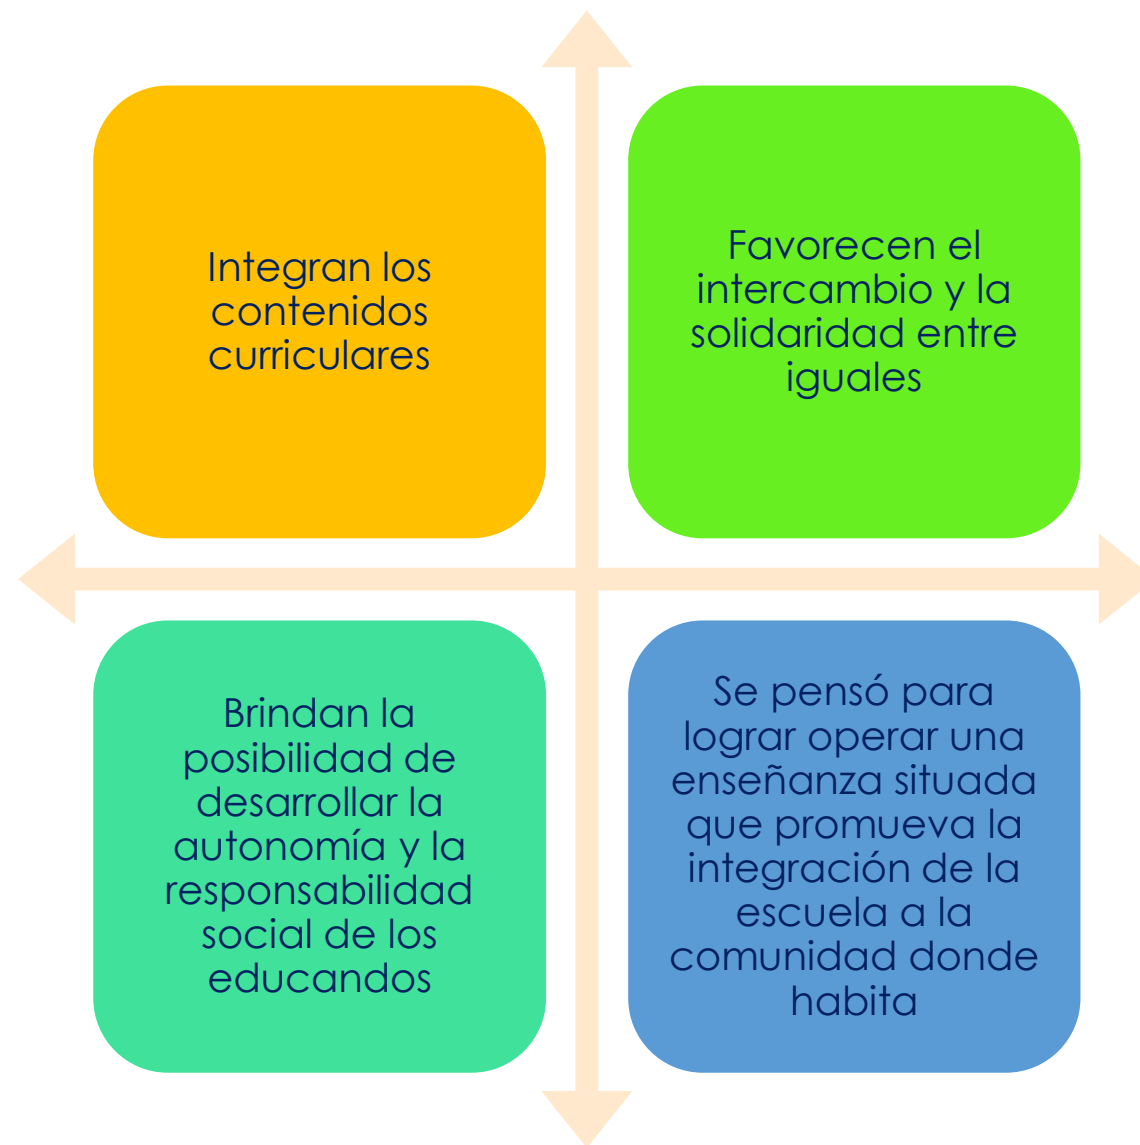 Integran los
contenidos
curriculares
Favorecen el
intercambio y la
solidaridad entre
iguales
Brindan la
posibilidad de
desarrollar la
autonomía y la
responsabilidad
social de los
educandos
Se pensó para
lograr operar una
enseñanza situada
que promueva la
integración de la
escuela a la
comunidad donde
habita